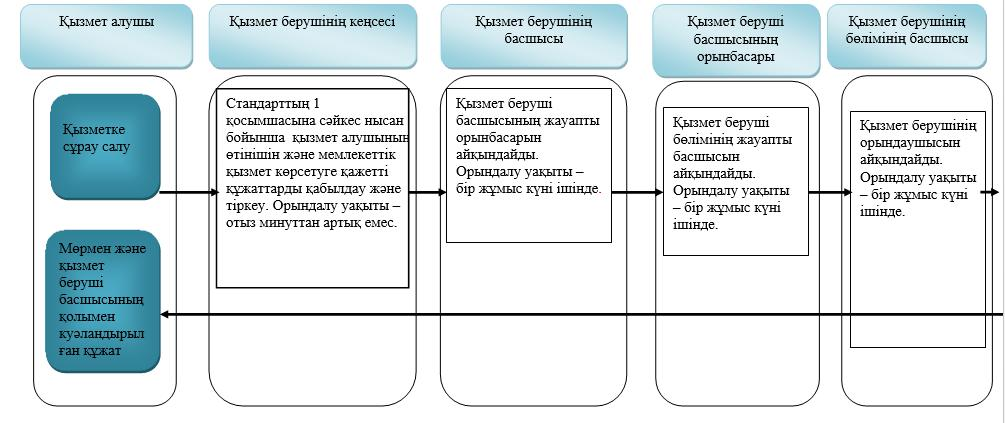 Қызмет алушы
Қызмет берушінің кеңсесі
Қызмет берушінің
басшысы
Қызмет беруші
басшысының
орынбасары
Қызмет берушінің
бөлімінің басшысы
Қызметке
сұрау салу
Мөрмен және
қызмет
беруші
басшысының
қолымен
куәландырыл
ған құжат
Стандарттың 1
қосымшасына сәйкес нысан
бойынша қызмет алушының
өтінішін және мемлекеттік
қызмет көрсетуге қажетті
құжаттарды қабылдау және
тіркеу. Орындалу уақыты –
отыз минуттан артық емес.
Қызмет беруші
басшысының жауапты
орынбасарын
айқындайды.
Орындалу уақыты –
бір жұмыс күні ішінде.
Қызмет беруші
бөлімінің жауапты
басшысын
айқындайды.
Орындалу уақыты
– бір жұмыс күні
ішінде.
Қызмет берушінің
орындаушысын
айқындайды.
Орындалу уақыты
– бір жұмыс күні
ішінде.